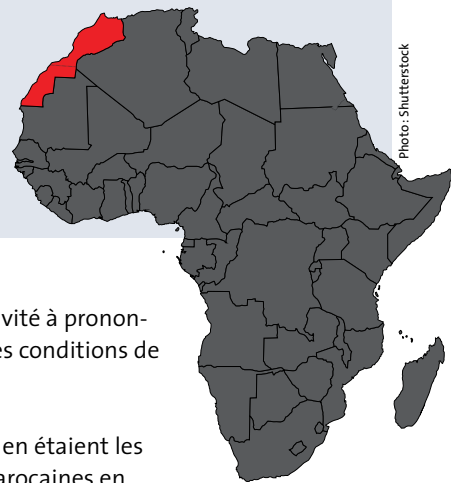 Photo : Shutterstock
vité à pronon-
es conditions de
en étaient les
arocaines en